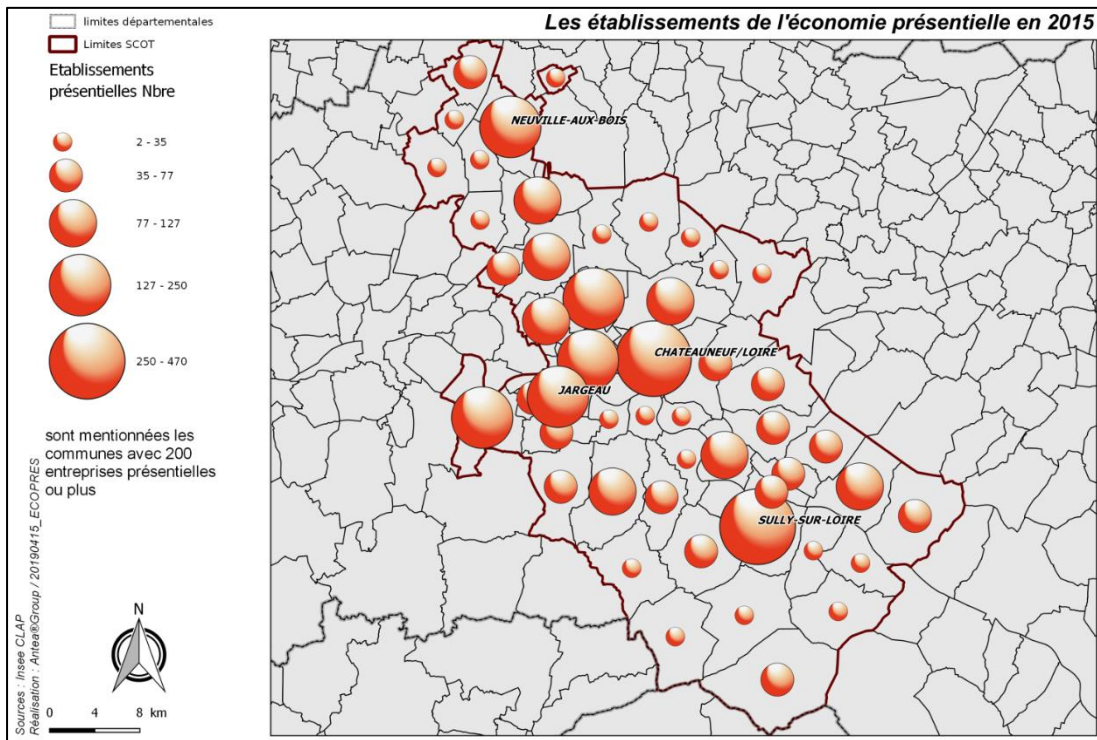 Les établissements de l'économie présentielle en 2015
limites départementales
Limites SCOT
Etablissements
présentielles Nbre
2 - 35
35 - 77
77 - 127
127 - 250
250 - 470
sont mentionnées les
communes avec 200
entreprises présentielles
ou plus
Sources : Insee CLAP
Réalisation : Antea®Group / 20190415_ECOPRES
N
0 4 8 km
NEUVILLE-AUX-BOIS
CHATEAUNEUF/LOIRE
JARGEAU
SULLY-SUR-LOIRE